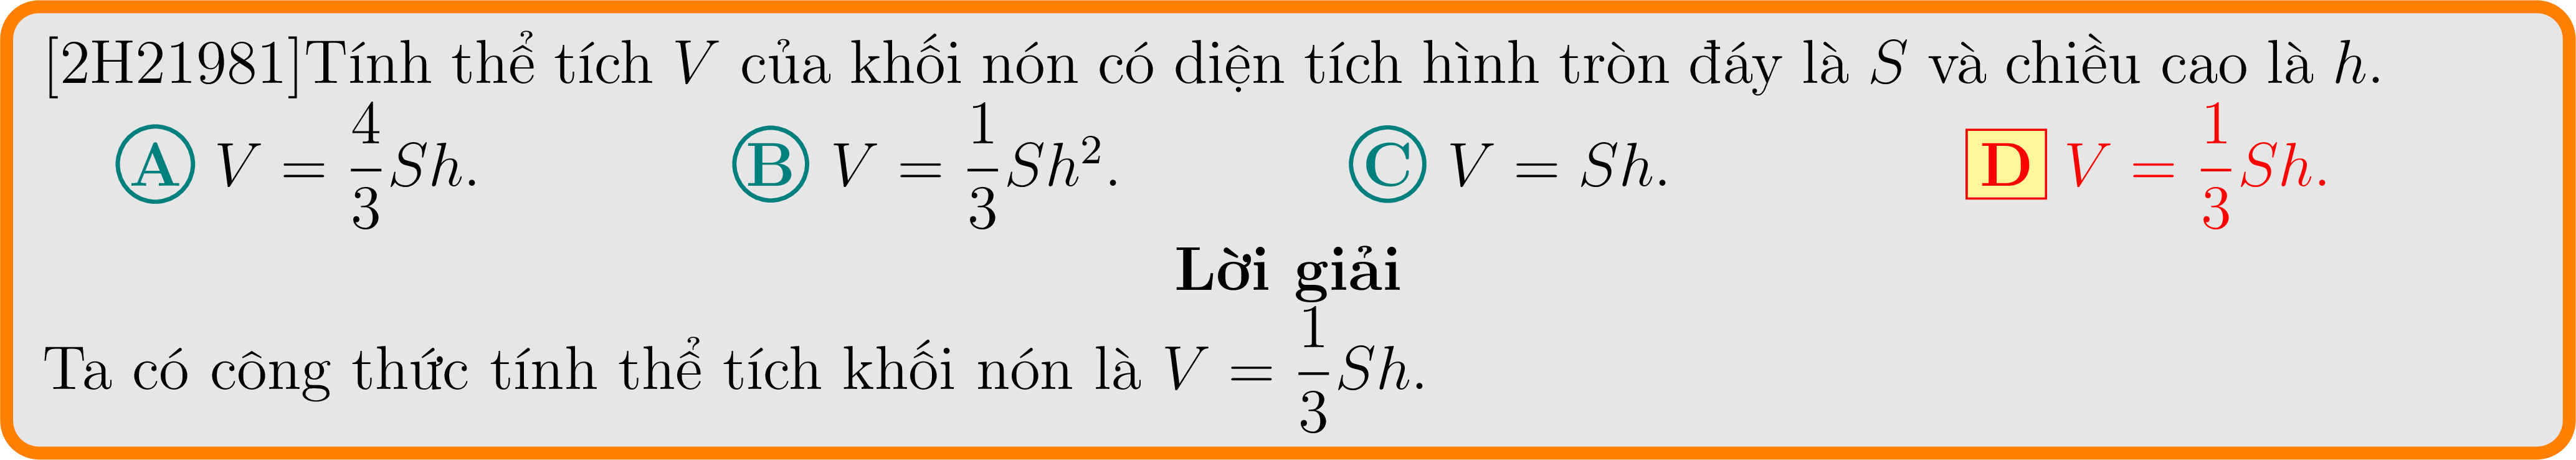 [2H21981]Tính thể tích V của khối nón có diện tích hình tròn đáy là S và chiều cao là h.
A V = \frac{4}{3}Sh. B V = \frac{1}{3}Sh^2. C V = Sh. D V = \frac{1}{3}Sh.
Lời giải
Ta có công thức tính thể tích khối nón là V = \frac{1}{3}Sh.